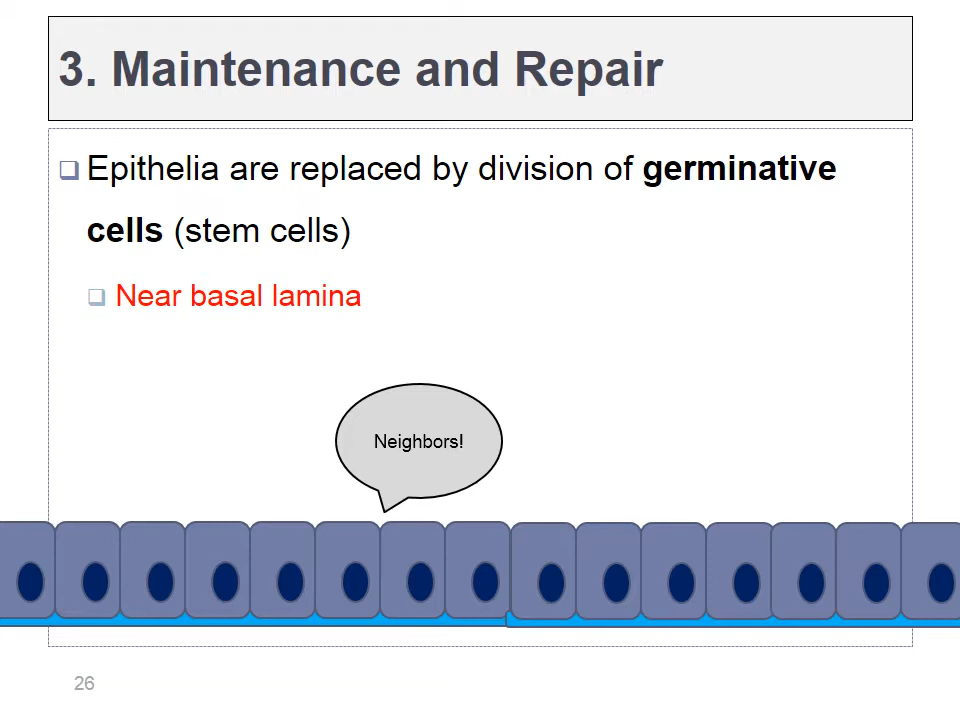 3. Maintenance and Repair
Epithelia are replaced by division of germinative
cells (stem cells)
Near basal lamina
Neighbors!
26